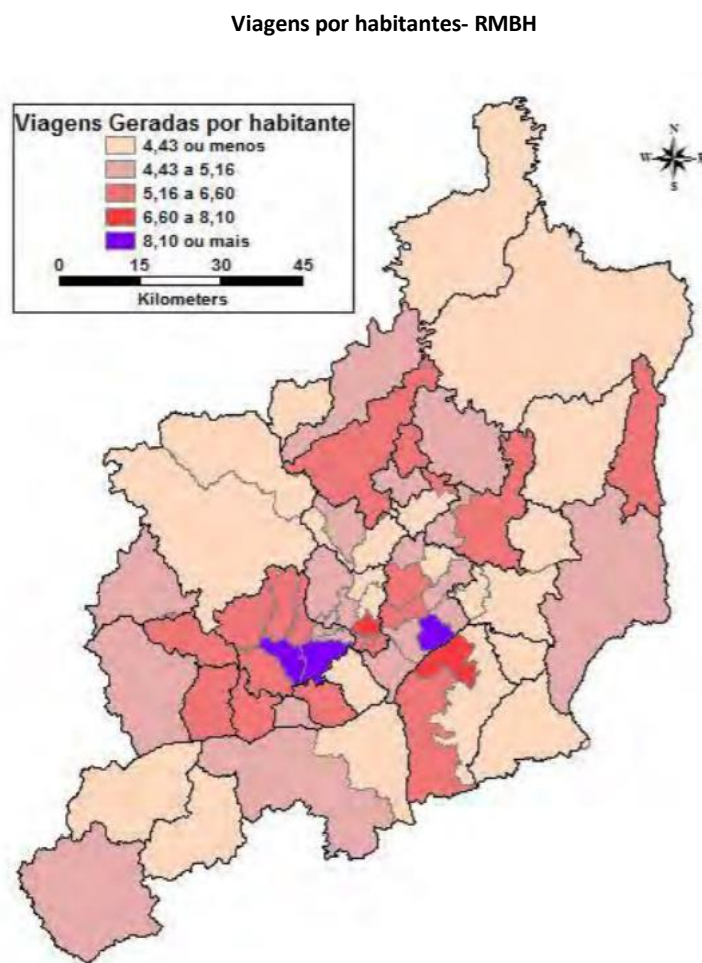 Viagens por habitantes- RMBH
Viagens Geradas por habitante
4,43 ou menos
4,43 a 5,16
5,16 a 6,60
6,60 a 8,10
8,10 ou mais
0 15 30 45
Kilometers
N
W
S